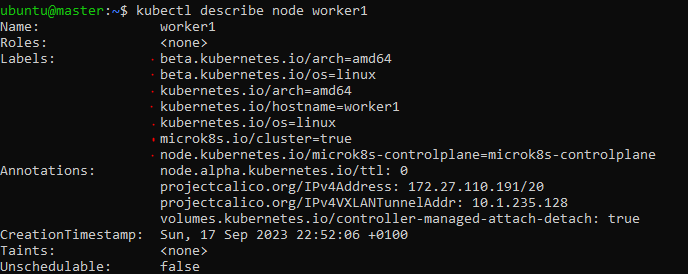 ubuntu@master:~$ kubectl describe node worker1
Name:               worker1
Roles:              <none>
Labels:             beta.kubernetes.io/arch=amd64
                    beta.kubernetes.io/os=linux
                    kubernetes.io/arch=amd64
                    kubernetes.io/hostname=worker1
                    kubernetes.io/os=linux
                    microk8s.io/cluster=true
                    node.kubernetes.io/microk8s-controlplane=microk8s-controlplane
Annotations:        node.alpha.kubernetes.io/ttl: 0
                    projectcalico.org/IPv4Address: 172.27.110.191/20
                    projectcalico.org/IPv4VXLANTunnelAddr: 10.1.235.128
                    volumes.kubernetes.io/controller-managed-attach-detach: true
CreationTimestamp:  Sun, 17 Sep 2023 22:52:06 +0100
Taints:             <none>
Unschedulable:      false